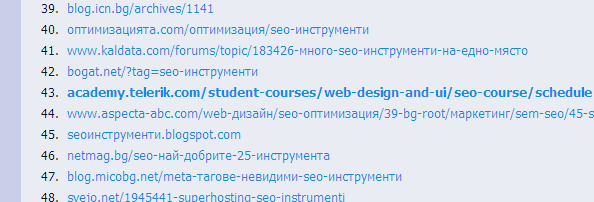 39. blog.icn.bg/archives/1141
40. оптимизацията.com/оптимизация/seo-инструменти
41. www.kaldata.com/forums/topic/183426-много-seo-инструменти-на-едно-място
42. bogat.net/?tag=seo-инструменти
43. academy.telerik.com/student-courses/web-design-and-ui/seo-course/schedule
44. www.aspecta-abc.com/web-дизайн/seo-оптимизация/39-bg-root/маркетинг/sem-seo/45-s
45. seoинструменти.blogspot.com
46. netmag.bg/seo-най-добрите-25-инструмента
47. blog.micobg.net/мета-тагове-невидими-seo-инструменти
48. svejo.net/1945441-superhosting-seo-instrumenti